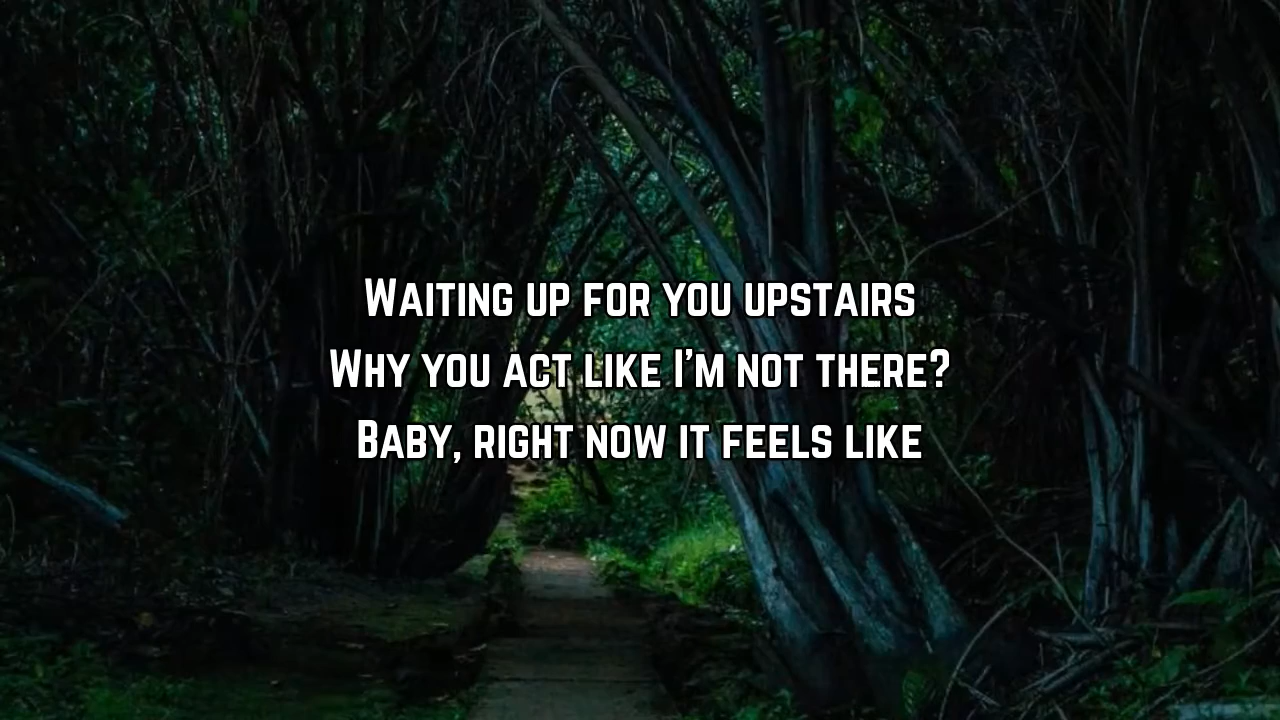 Waiting up for you upstairs
Why you act like I'm not there?
Baby, right now it feels like